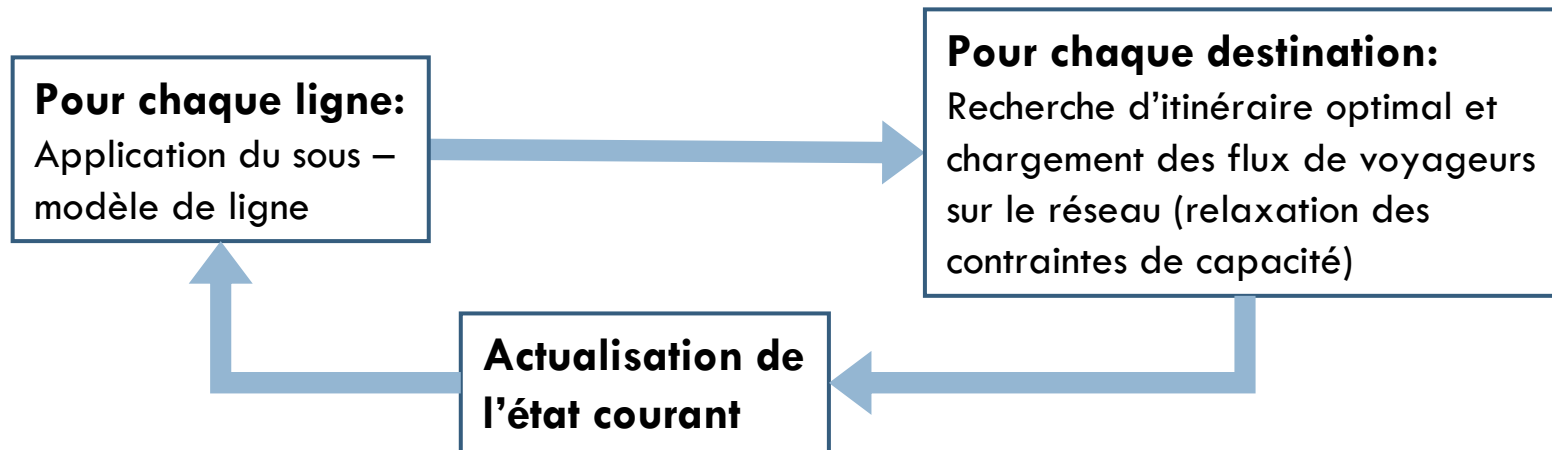 Pour chaque ligne:
Application du sous –
modèle de ligne
Pour chaque destination:
Recherche d’itinéraire optimal et
chargement des flux de voyageurs
sur le réseau (relaxation des
contraintes de capacité)
Actualisation de
l’état courant